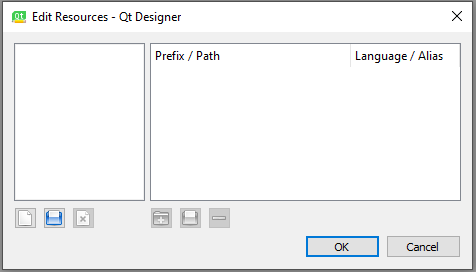 Edit Resources - Qt Designer
Prefix / Path
Language / Alias
OK
Cancel